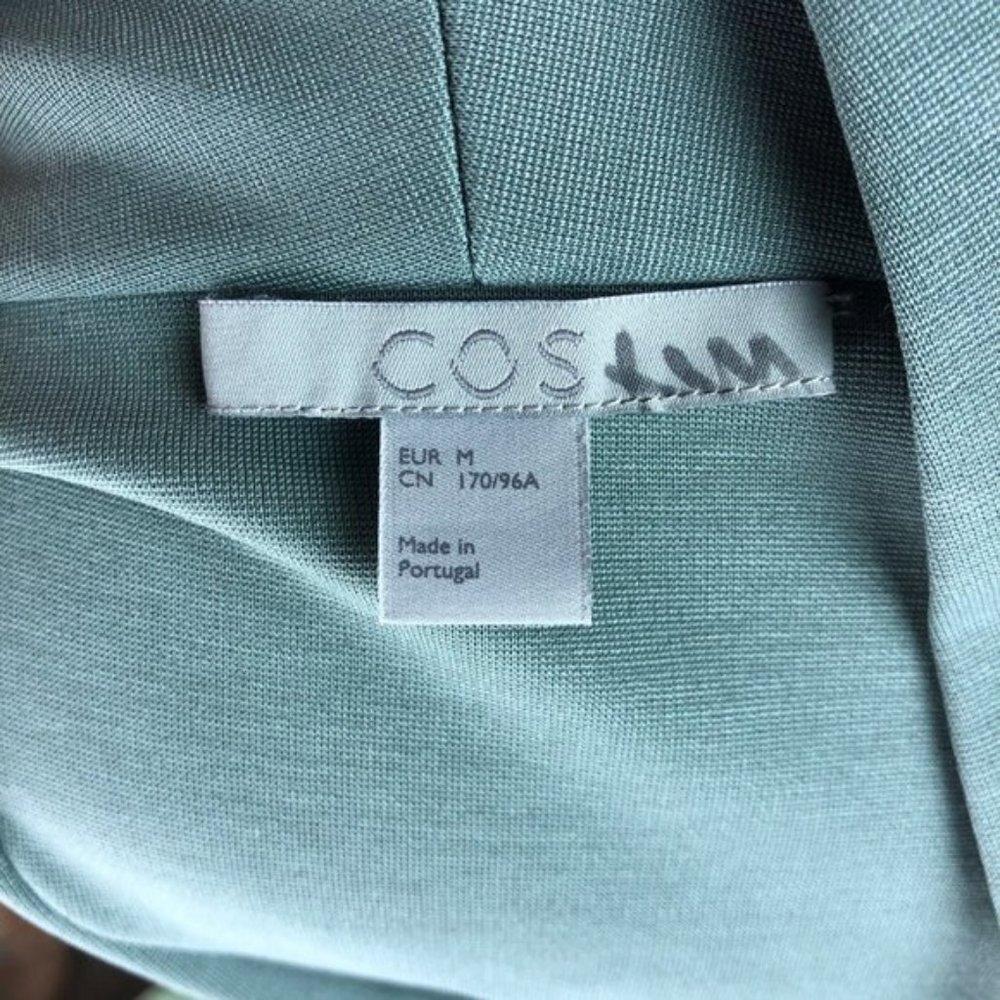 COS
EUR M
CN 170/96A
Made in
Portugal